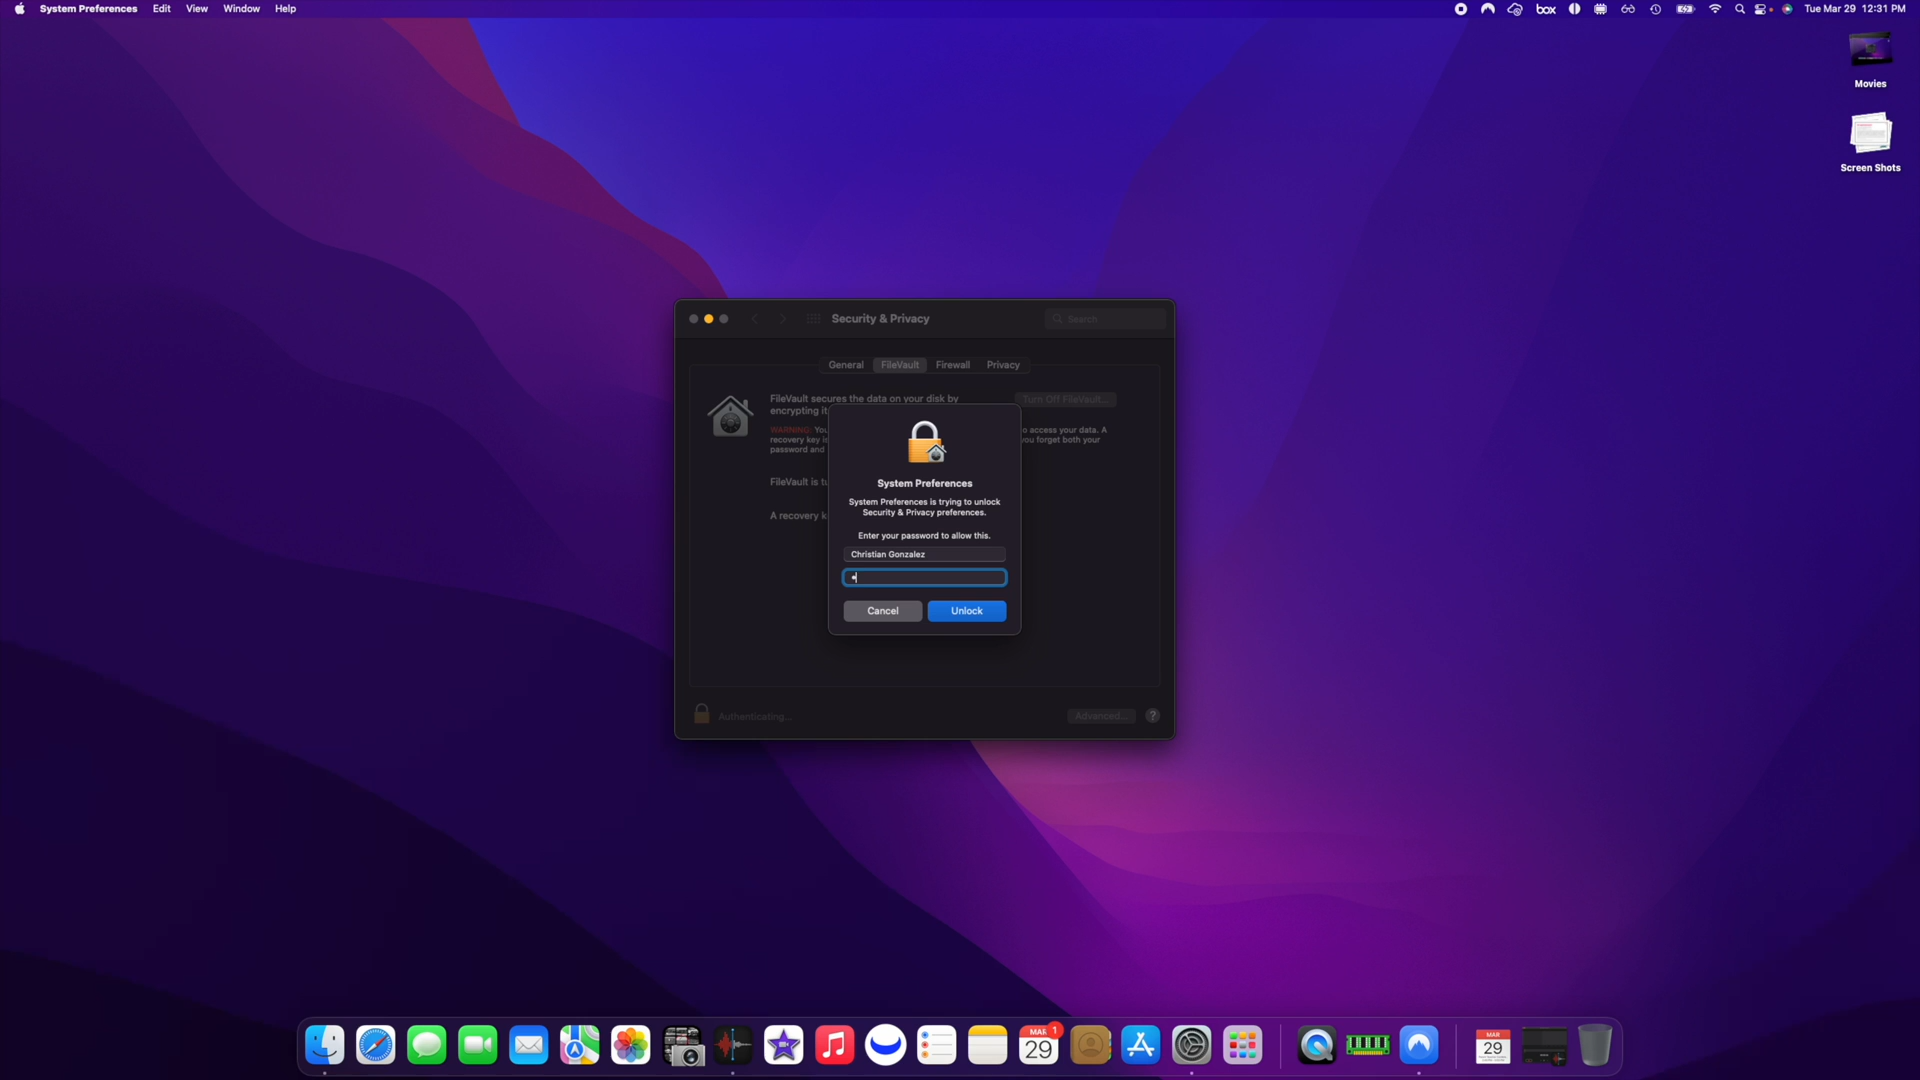 System Preferences Edit View Window Help
box
Tue Mar 29 12:31 PM
Movies
Screen Shots
Security & Privacy
Search
General FileVault Firewall Privacy
FileVault secures the data on your disk by
encrypting it
Turn Off FileVault...
WARNING: You
o access your data. A
recovery key is
you forget both your
password and
FileVault is tu
A recovery k
System Preferences
System Preferences is trying to unlock
Security & Privacy preferences.
Enter your password to allow this.
Christian Gonzalez
Cancel Unlock
Authenticating...
Advanced... ?
MAR 1
29
MAR
29